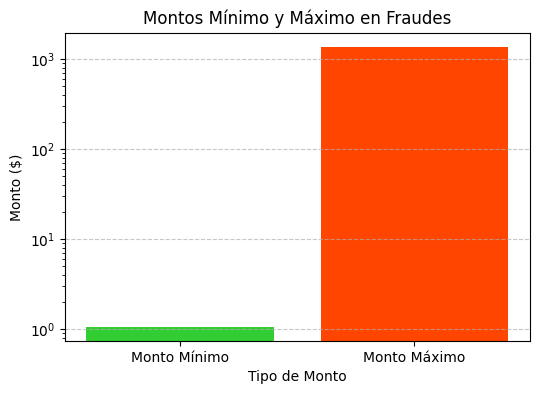 Montos Mínimo y Máximo en Fraudes
Monto ($)
10³
10²
10¹
10⁰
Monto Mínimo Monto Máximo
Tipo de Monto